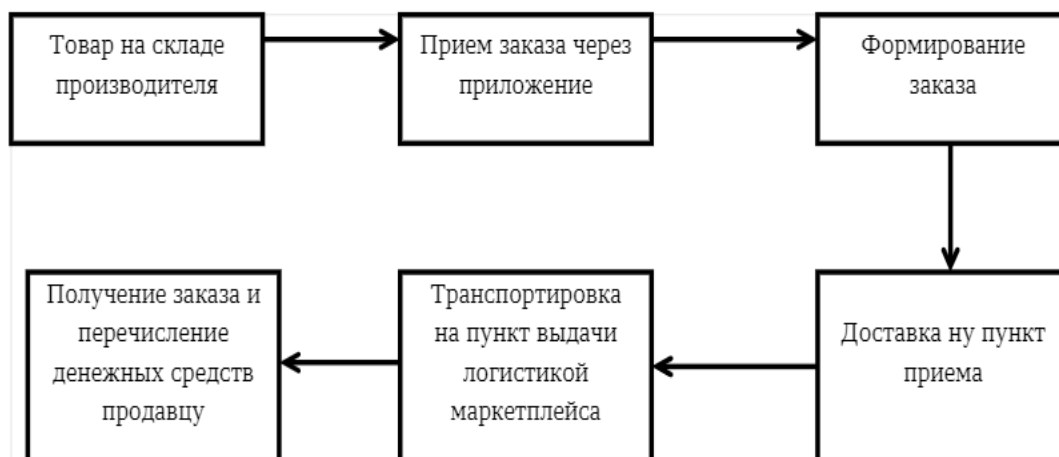 Товар на складе
производителя
Прием заказа через
приложение
Формирование
заказа
Доставка ну пункт
приема
Транспортировка
на пункт выдачи
логистикой
маркетплейса
Получение заказа и
перечисление
денежных средств
продавцу